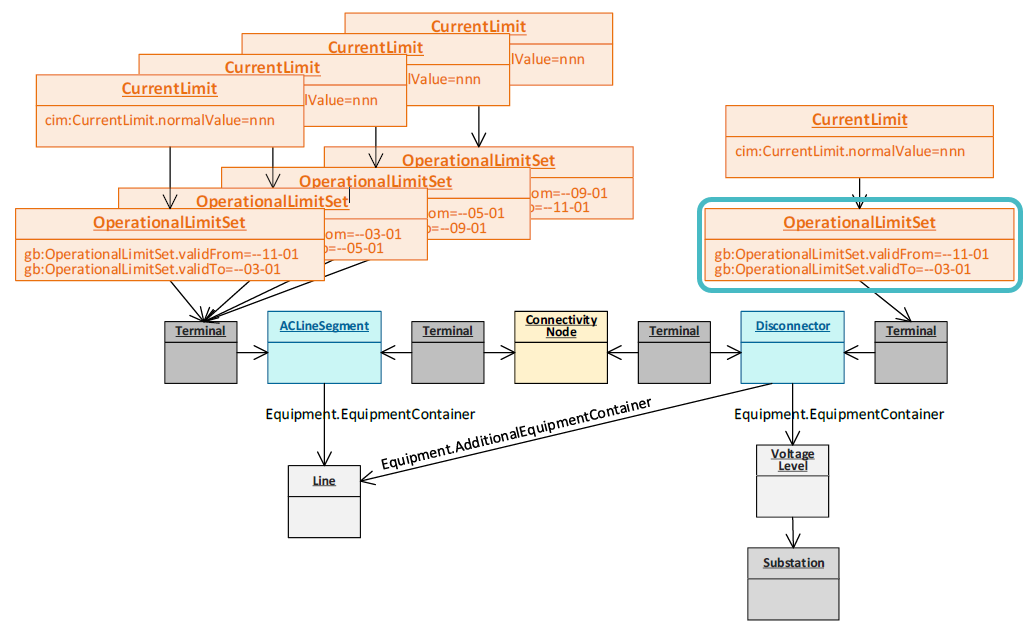 CurrentLimit
lValue=nnn
CurrentLimit
lValue=nnn
CurrentLimit
lValue=nnn
CurrentLimit
cim:CurrentLimit.normalValue=nnn
OperationalLimitSet
om=--09-01
o=--11-01
OperationalLimitSet
om=--05-01
o=--09-01
OperationalLimitSet
om=--03-01
o=--05-01
OperationalLimitSet
gb:OperationalLimitSet.validFrom=--11-01
gb:OperationalLimitSet.validTo=--03-01
CurrentLimit
cim:CurrentLimit.normalValue=nnn
OperationalLimitSet
gb:OperationalLimitSet.validFrom=--11-01
gb:OperationalLimitSet.validTo=--03-01
Terminal
ACLineSegment
Terminal
Connectivity
Node
Terminal
Disconnector
Terminal
Equipment.EquipmentContainer
Equipment.AdditionalEquipmentContainer
Equipment.EquipmentContainer
Line
Voltage
Level
Substation